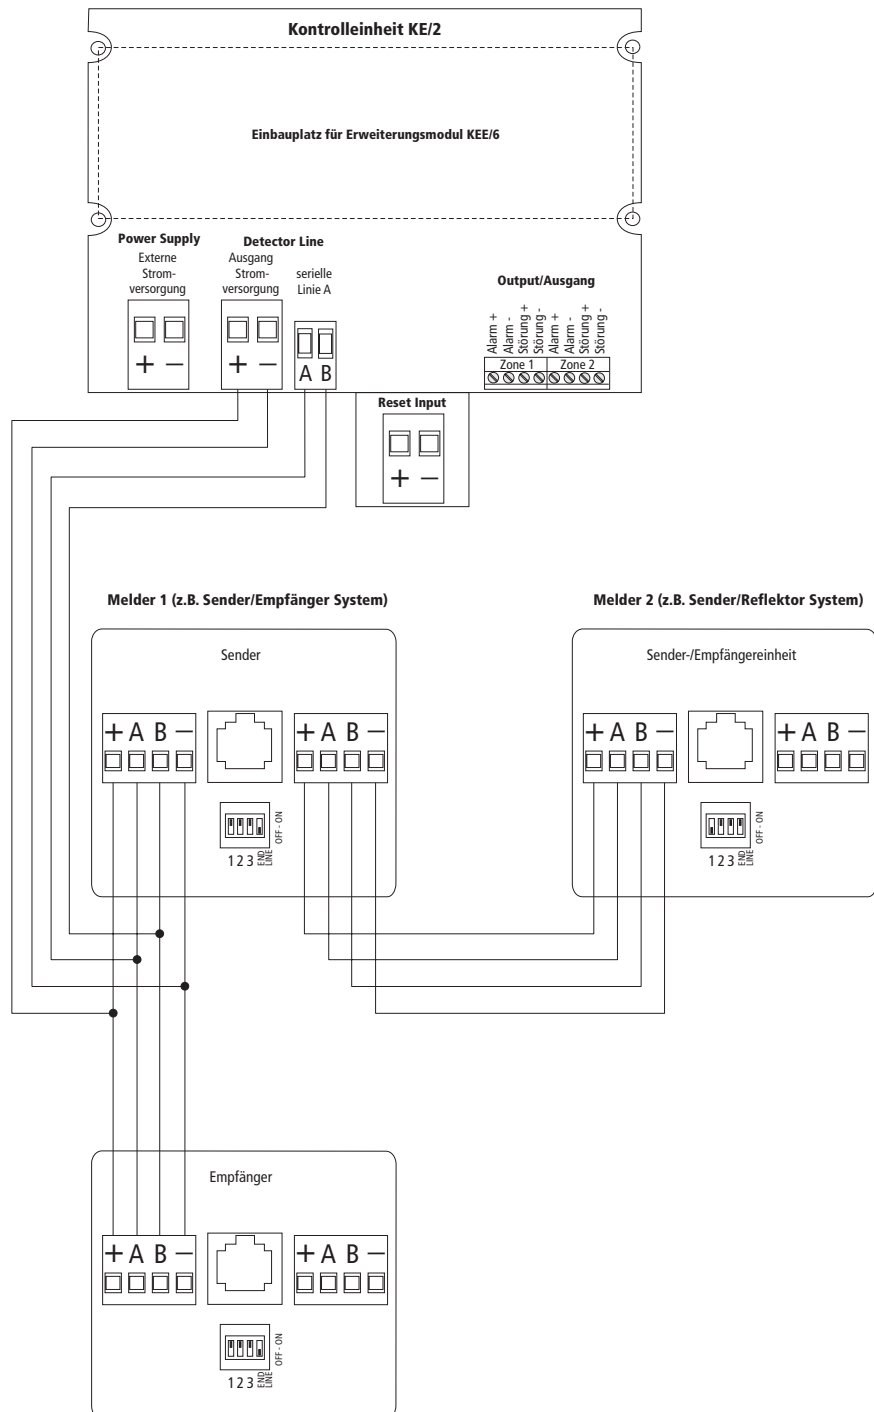 Kontrolleinheit KE/2
Einbauplatz für Erweiterungsmodul KEE/6
Power Supply
Externe
Strom-
versorgung
+ −
Detector Line
Ausgang
Strom-
versorgung
+ −
serielle
Linie A
A B
Output/Ausgang
Alarm +
Alarm -
Störung +
Störung -
Alarm +
Alarm -
Störung +
Störung -
Zone 1 Zone 2
Reset Input
+ −
Melder 1 (z.B. Sender/Empfänger System)
Sender
+ A B −
+ A B −
1 2 3 END LINE
OFF - ON
Melder 2 (z.B. Sender/Reflektor System)
Sender-/Empfängereinheit
+ A B −
+ A B −
1 2 3 END LINE
OFF - ON
Empfänger
+ A B −
+ A B −
1 2 3 END LINE
OFF - ON